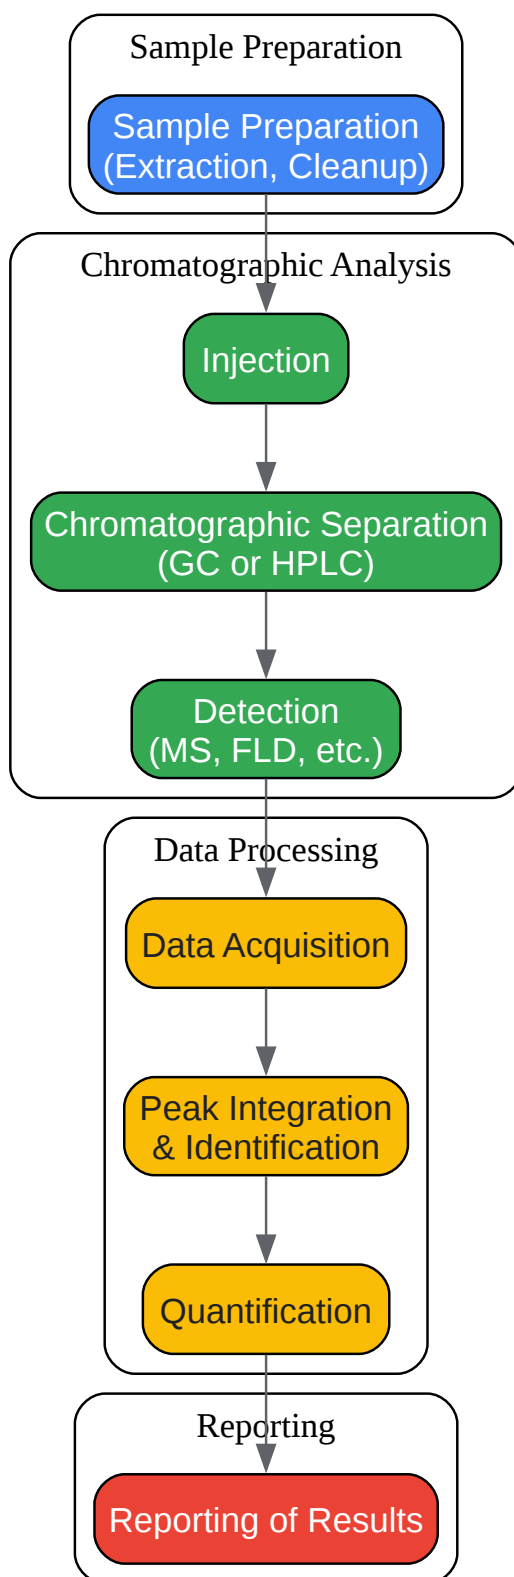 Sample Preparation
Sample Preparation
(Extraction, Cleanup)
Chromatographic Analysis
Injection
Chromatographic Separation
(GC or HPLC)
Detection
(MS, FLD, etc.)
Data Processing
Data Acquisition
Peak Integration
& Identification
Quantification
Reporting
Reporting of Results